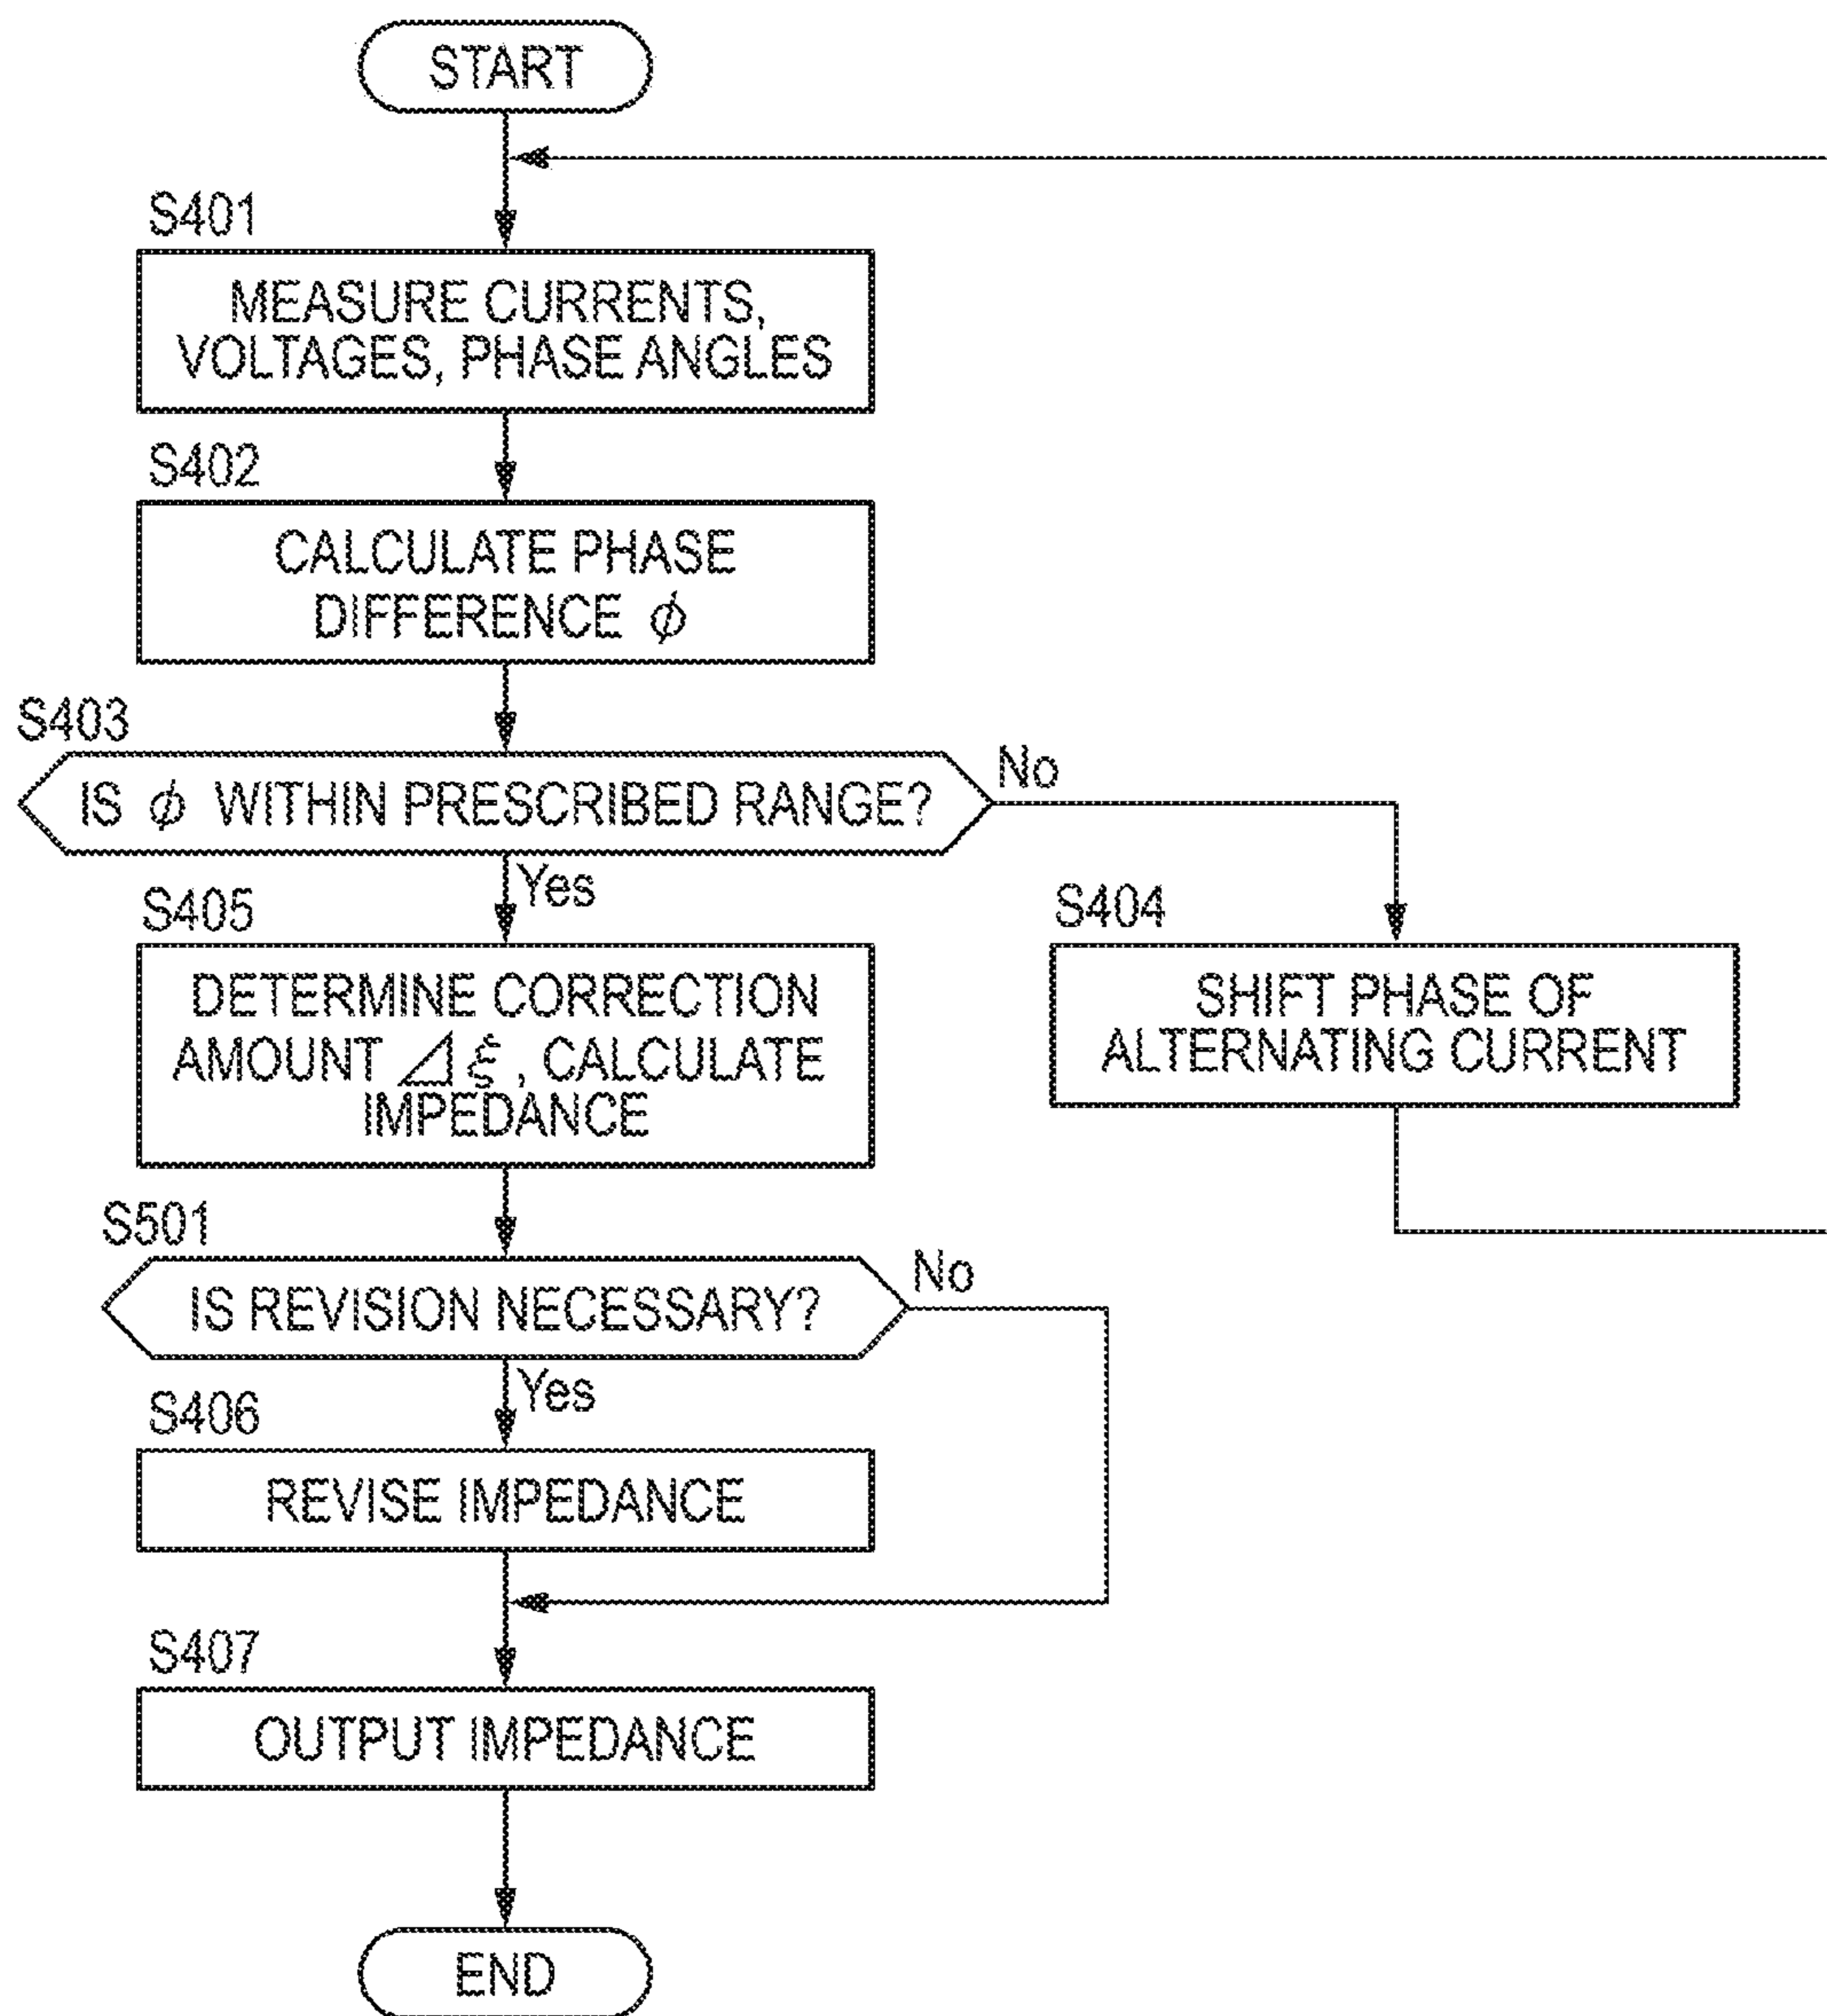 START
S401
MEASURE CURRENTS,
VOLTAGES, PHASE ANGLES
S402
CALCULATE PHASE
DIFFERENCE ϕ
S403
IS ϕ WITHIN PRESCRIBED RANGE?
No
Yes
S405
DETERMINE CORRECTION
AMOUNT ⊿ξ, CALCULATE
IMPEDANCE
S404
SHIFT PHASE OF
ALTERNATING CURRENT
S501
IS REVISION NECESSARY?
No
Yes
S406
REVISE IMPEDANCE
S407
OUTPUT IMPEDANCE
END